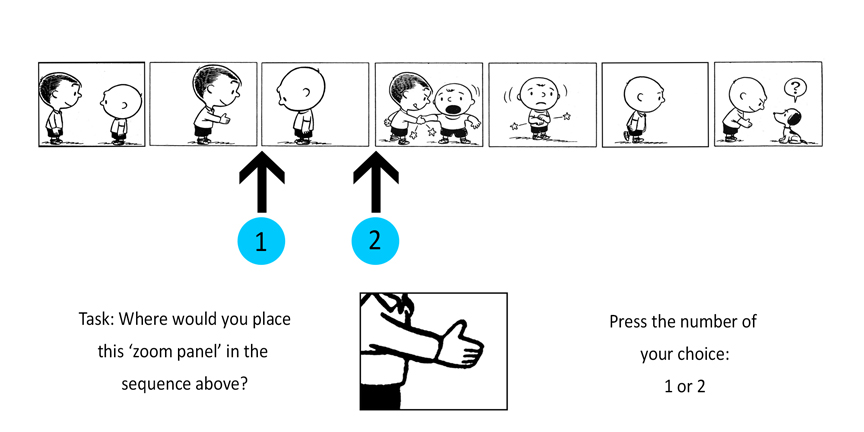 ?
1
2
Task: Where would you place
this ‘zoom panel’ in the
sequence above?
Press the number of
your choice:
1 or 2